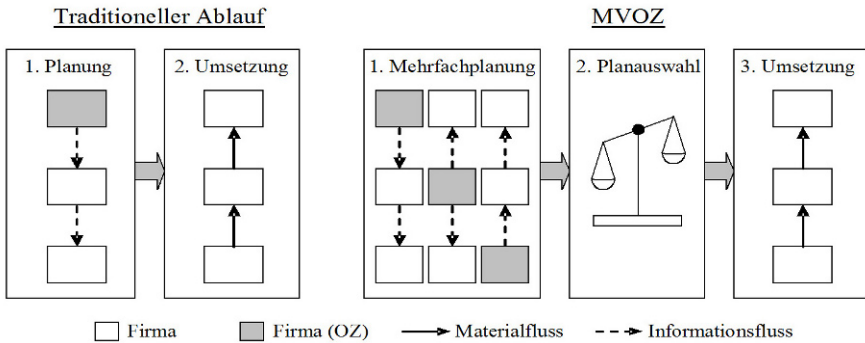 Traditioneller Ablauf
MVOZ
1. Planung
2. Umsetzung
1. Mehrfachplanung
2. Planauswahl
3. Umsetzung
Firma
Firma (OZ)
Materialfluss
Informationsfluss